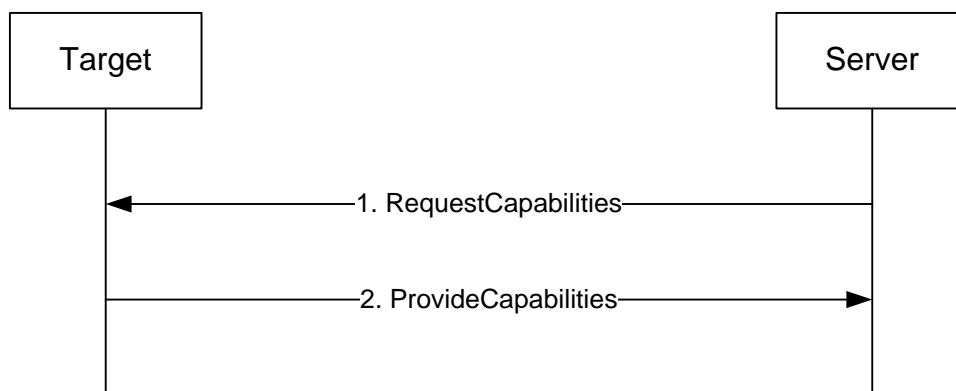 Target
Server
1. RequestCapabilities
2. ProvideCapabilities